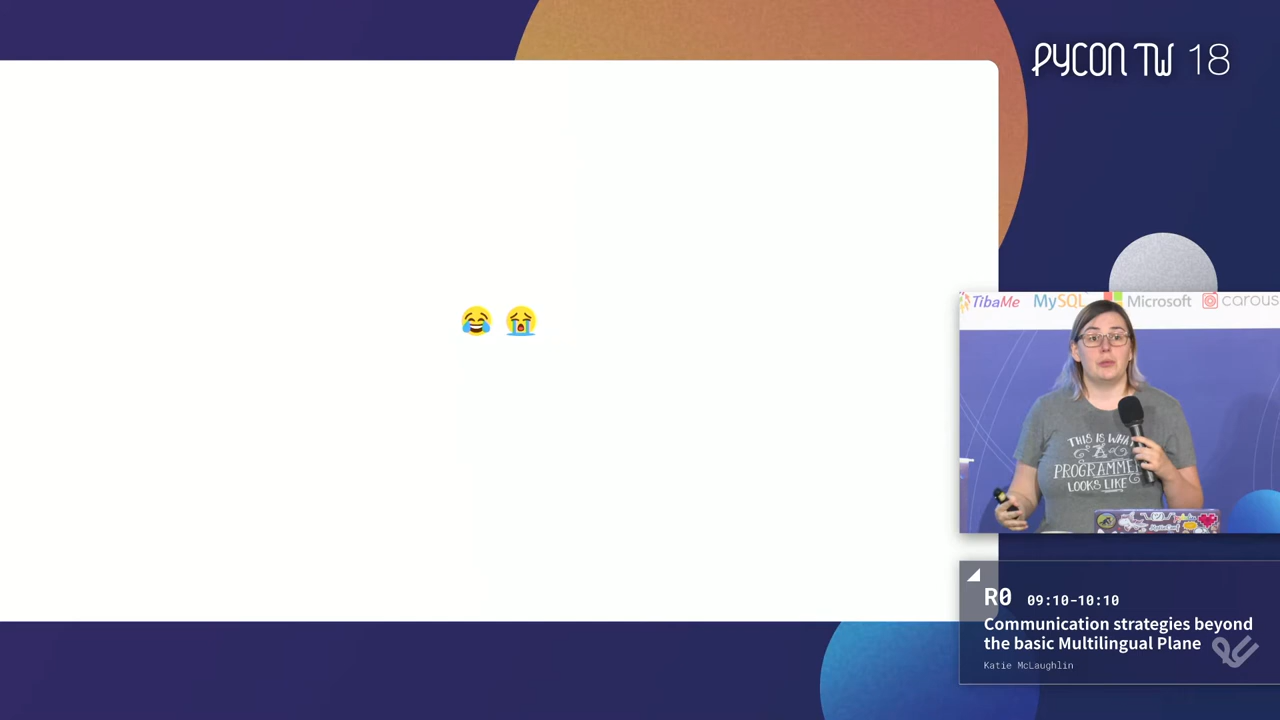 PYCON TW 18
😂 😭
TibaMe MySQL Microsoft carous
THIS IS WHAT
A
PROGRAMMER
LOOKS LIKE
R0 09:10-10:10
Communication strategies beyond
the basic Multilingual Plane
Katie McLaughlin